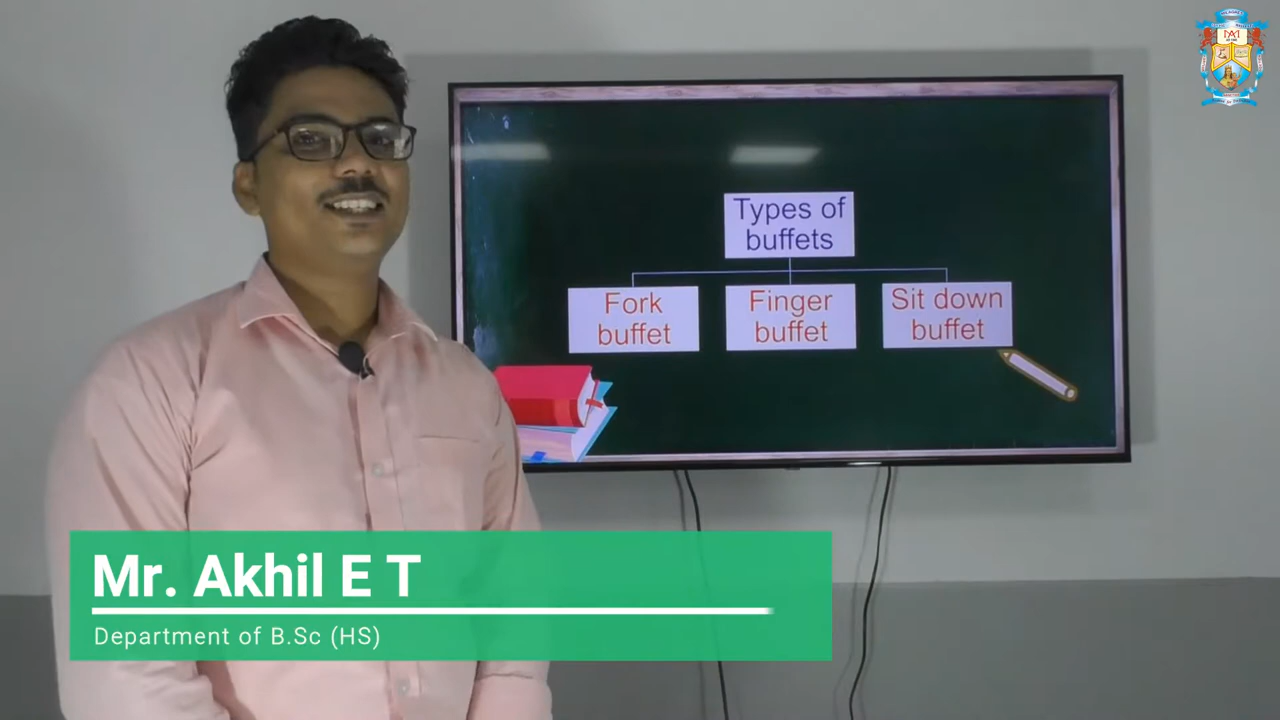 Types of
buffets
Fork
buffet
Finger
buffet
Sit down
buffet
Mr. Akhil E T
Department of B.Sc (HS)